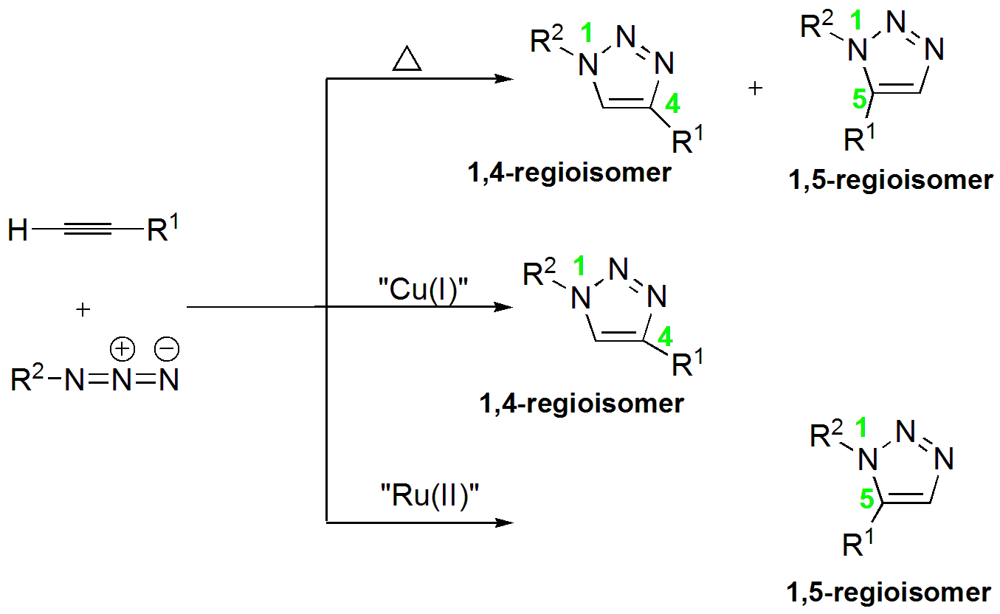 R2 1 N N N 4 R1
1,4-regioisomer
+
R2 1 N N N 5 R1
1,5-regioisomer
H R1
+
R2-N=N=N
+ −
"Cu(I)"
R2 1 N N N 4 R1
1,4-regioisomer
"Ru(II)"
R2 1 N N N 5 R1
1,5-regioisomer